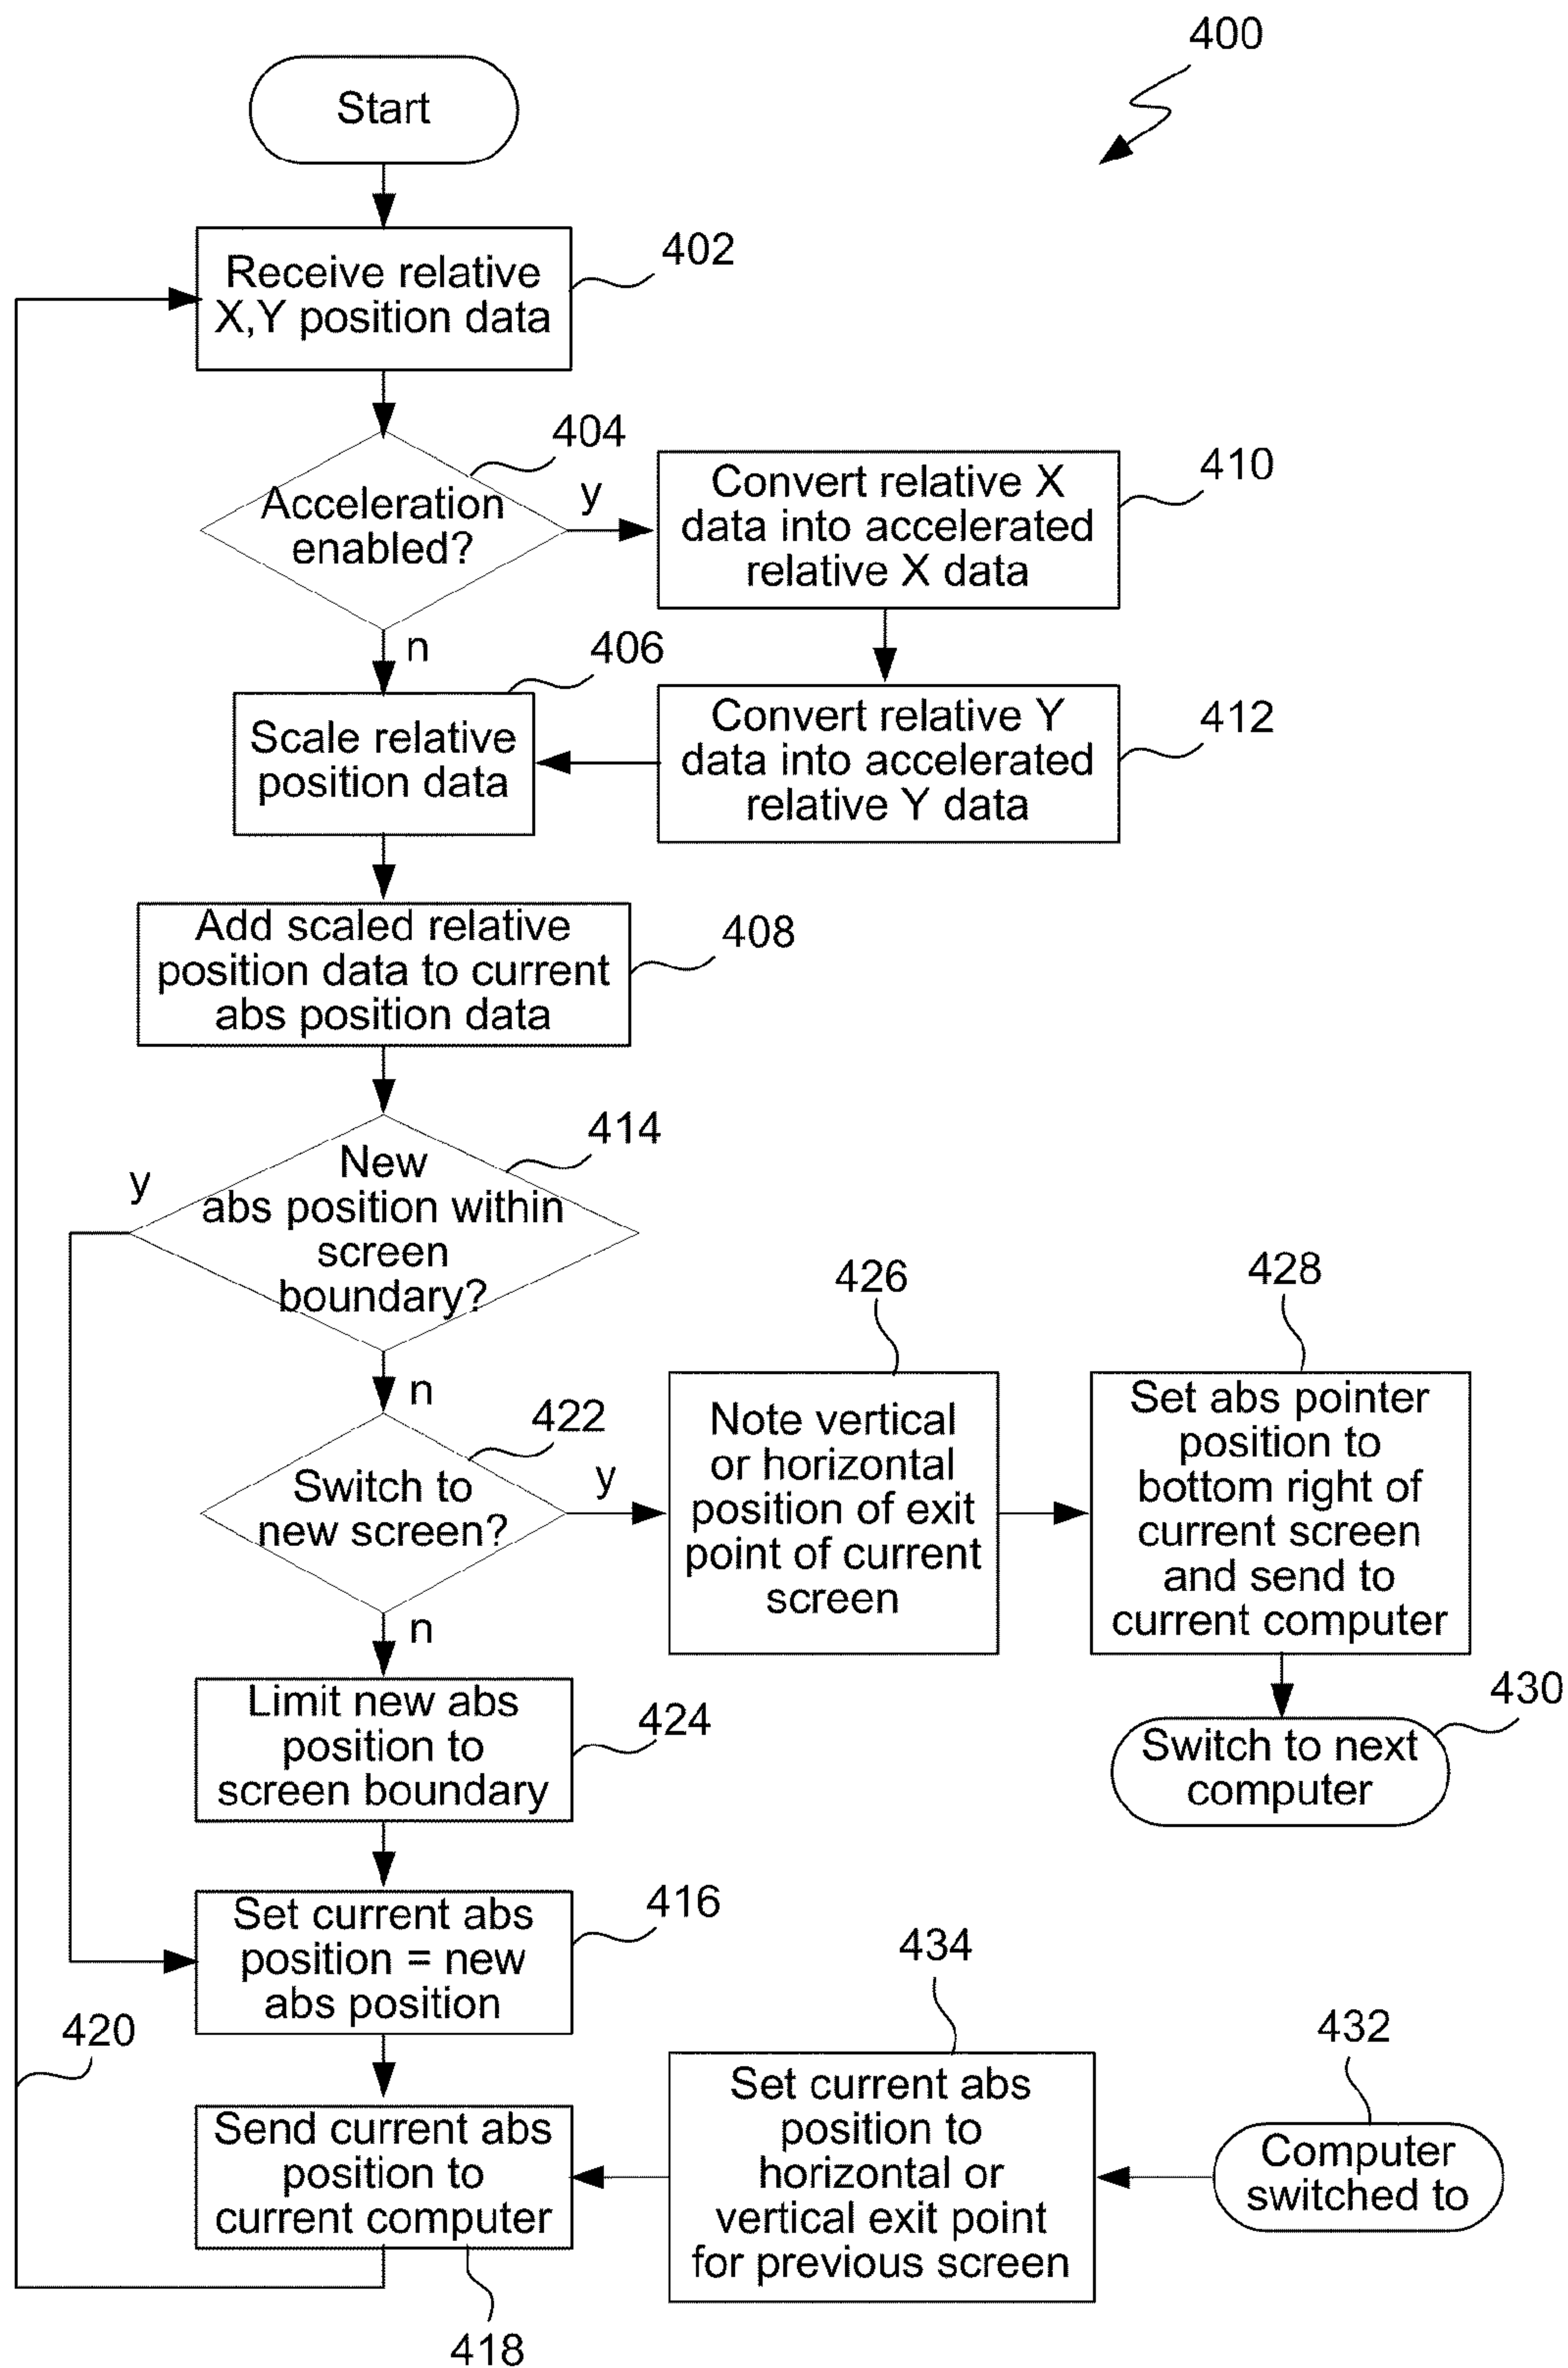 400
Start
Receive relative
X,Y position data
402
Acceleration
enabled?
404
y
n
Convert relative X
data into accelerated
relative X data
410
Scale relative
position data
406
Convert relative Y
data into accelerated
relative Y data
412
Add scaled relative
position data to current
abs position data
408
New
abs position within
screen
boundary?
414
y
n
Switch to
new screen?
422
y
n
Note vertical
or horizontal
position of exit
point of current
screen
426
Set abs pointer
position to
bottom right of
current screen
and send to
current computer
428
Switch to next
computer
430
Limit new abs
position to
screen boundary
424
Set current abs
position = new
abs position
416
420
Send current abs
position to
current computer
418
Set current abs
position to
horizontal or
vertical exit point
for previous screen
434
Computer
switched to
432